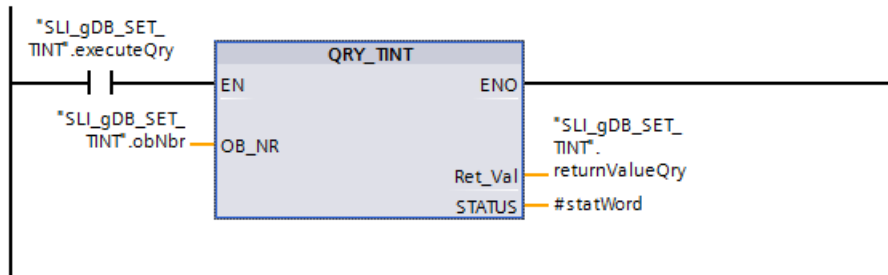 "SLI_gDB_SET_
TINT".executeQry
QRY_TINT
EN
ENO
"SLI_gDB_SET_
TINT".obNbr
OB_NR
"SLI_gDB_SET_
TINT".
returnValueQry
Ret_Val
STATUS
#statWord